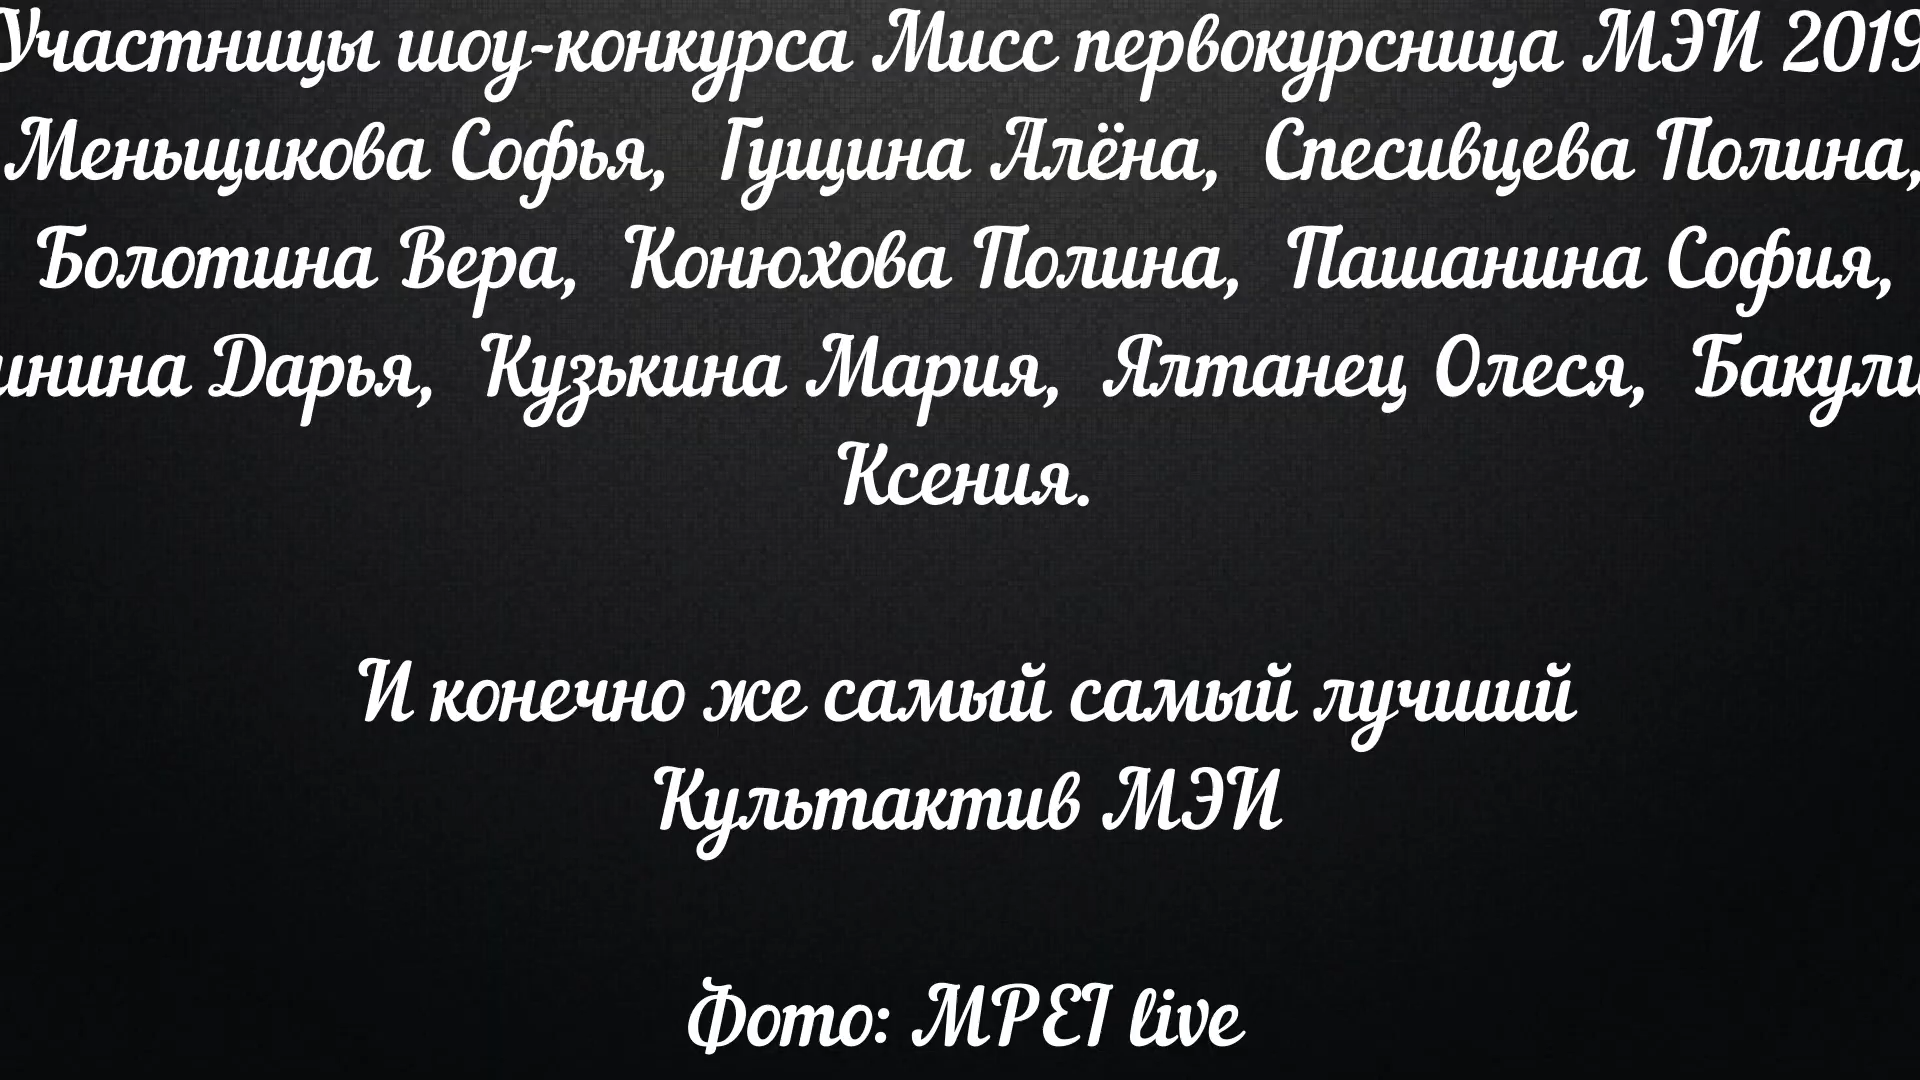 Участницы шоу-конкурса Мисс первокурсница МЭИ 2019
Меньщикова Софья, Гущина Алёна, Спесивцева Полина,
Болотина Вера, Конюхова Полина, Пашанина София,
Дарья, Кузькина Мария, Ялтанец Олеся,
Ксения.
И конечно же самый самый лучший
Культактив МЭИ
Фото: MPEI live